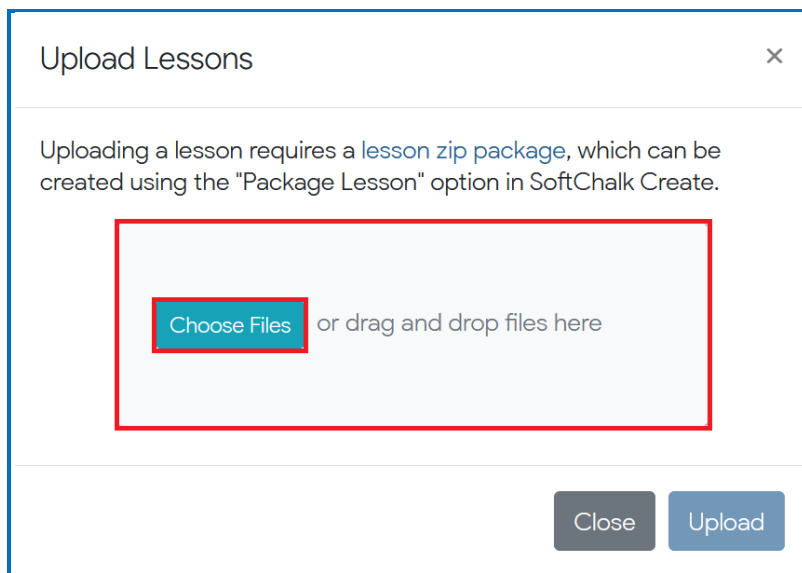 Upload Lessons ×
Uploading a lesson requires a lesson zip package, which can be
created using the "Package Lesson" option in SoftChalk Create.
Choose Files or drag and drop files here
Close Upload